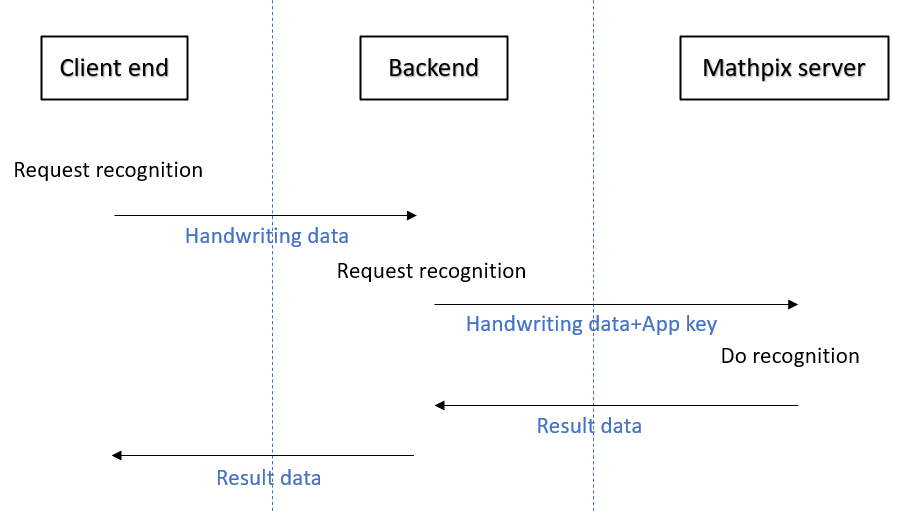 Client end
Backend
Mathpix server
Request recognition
Handwriting data
Request recognition
Handwriting data+App key
Do recognition
Result data
Result data